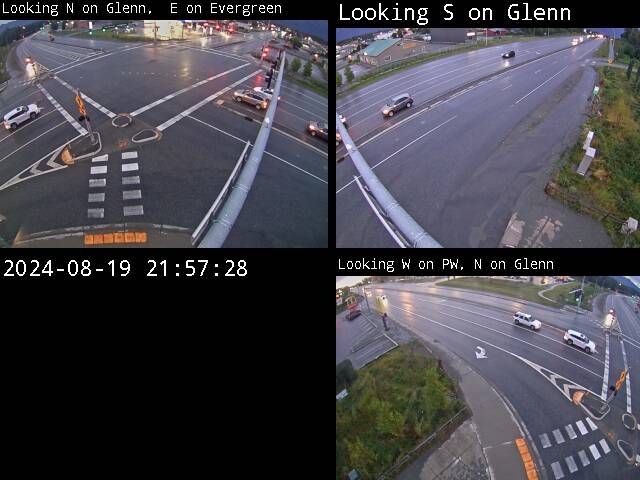 Looking N on Glenn, E on Evergreen
Looking S on Glenn
2024-08-19 21:57:28
Looking W on PW, N on Glenn